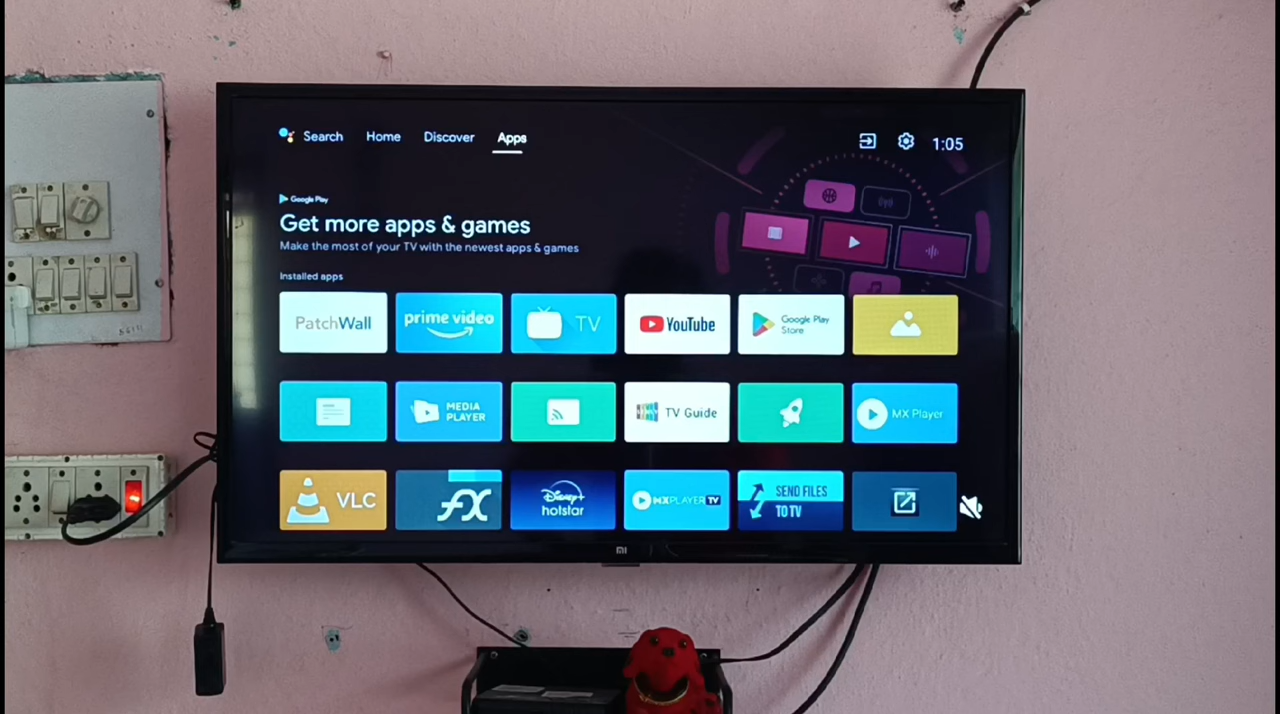 Search Home Discover Apps
1:05
Google Play
Get more apps & games
Make the most of your TV with the newest apps & games
Installed apps
PatchWall
prime video
TV
YouTube
Google Play
Store
MEDIA
PLAYER
TV Guide
MX Player
VLC
FX
Disney+
hotstar
MXPLAYER TV
SEND FILES
TO TV
MI